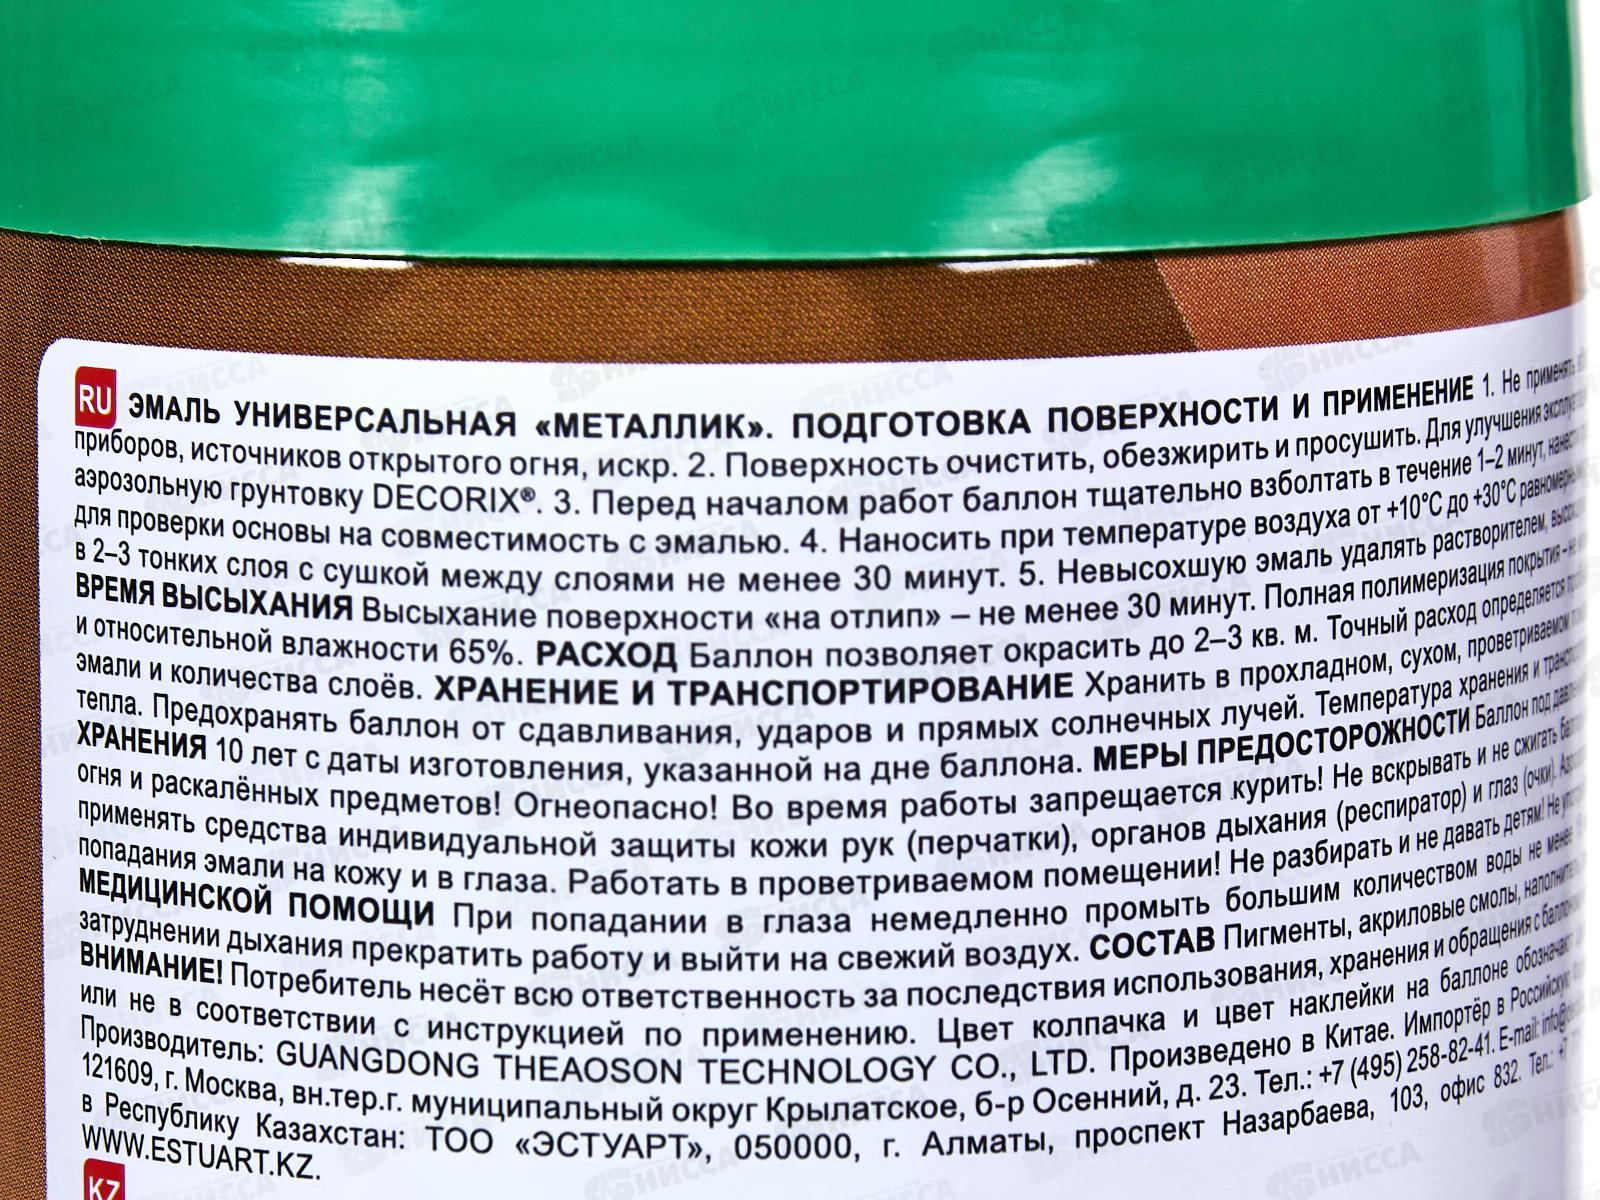 RU ЭМАЛЬ УНИВЕРСАЛЬНАЯ «МЕТАЛЛИК». ПОДГОТОВКА ПОВЕРХНОСТИ И ПРИМЕНЕНИЕ 1. Не применять
приборов, источников открытого огня, искр. 2. Поверхность очистить, обезжирить и просушить. Для улучшения
аэрозольную грунтовку DECORIX®. 3. Перед началом работ баллон тщательно взболтать в течение 1–2 минут,
для проверки основы на совместимость с эмалью. 4. Наносить при температуре воздуха от +10°C до +30°C
в 2–3 тонких слоя с сушкой между слоями не менее 30 минут. 5. Невысохшую эмаль удалять растворителем,
ВРЕМЯ ВЫСЫХАНИЯ Высыхание поверхности «на отлип» – не менее 30 минут. Полная полимеризация покрытия –
и относительной влажности 65%. РАСХОД Баллон позволяет окрасить до 2–3 кв. м. Точный расход определяется
эмали и количества слоёв. ХРАНЕНИЕ И ТРАНСПОРТИРОВАНИЕ Хранить в прохладном, сухом, проветриваемом
тепла. Предохранять баллон от сдавливания, ударов и прямых солнечных лучей. Температура хранения и
ХРАНЕНИЯ 10 лет с даты изготовления, указанной на дне баллона. МЕРЫ ПРЕДОСТОРОЖНОСТИ Баллон под
огня и раскалённых предметов! Огнеопасно! Во время работы запрещается курить! Не вскрывать и не сжигать
применять средства индивидуальной защиты кожи рук (перчатки), органов дыхания (респиратор) и глаз (очки).
попадания эмали на кожу и в глаза. Работать в проветриваемом помещении! Не разбирать и не давать детям! Не
МЕДИЦИНСКОЙ ПОМОЩИ При попадании в глаза немедленно промыть большим количеством воды не менее
затруднении дыхания прекратить работу и выйти на свежий воздух. СОСТАВ Пигменты, акриловые смолы,
ВНИМАНИЕ! Потребитель несёт всю ответственность за последствия использования, хранения и обращения с
или не в соответствии с инструкцией по применению. Цвет колпачка и цвет наклейки на баллоне
Производитель: GUANGDONG THEAOSON TECHNOLOGY CO., LTD. Произведено в Китае. Импортёр в Российскую
121609, г. Москва, вн.тер.г. муниципальный округ Крылатское, б-р Осенний, д. 23. Тел.: +7 (495) 258-82-41. E-mail:
в Республику Казахстан: ТОО «ЭСТУАРТ», 050000, г. Алматы, проспект Назарбаева, 103, офис 832. Тел.: +7
WWW.ESTUART.KZ.
KZ